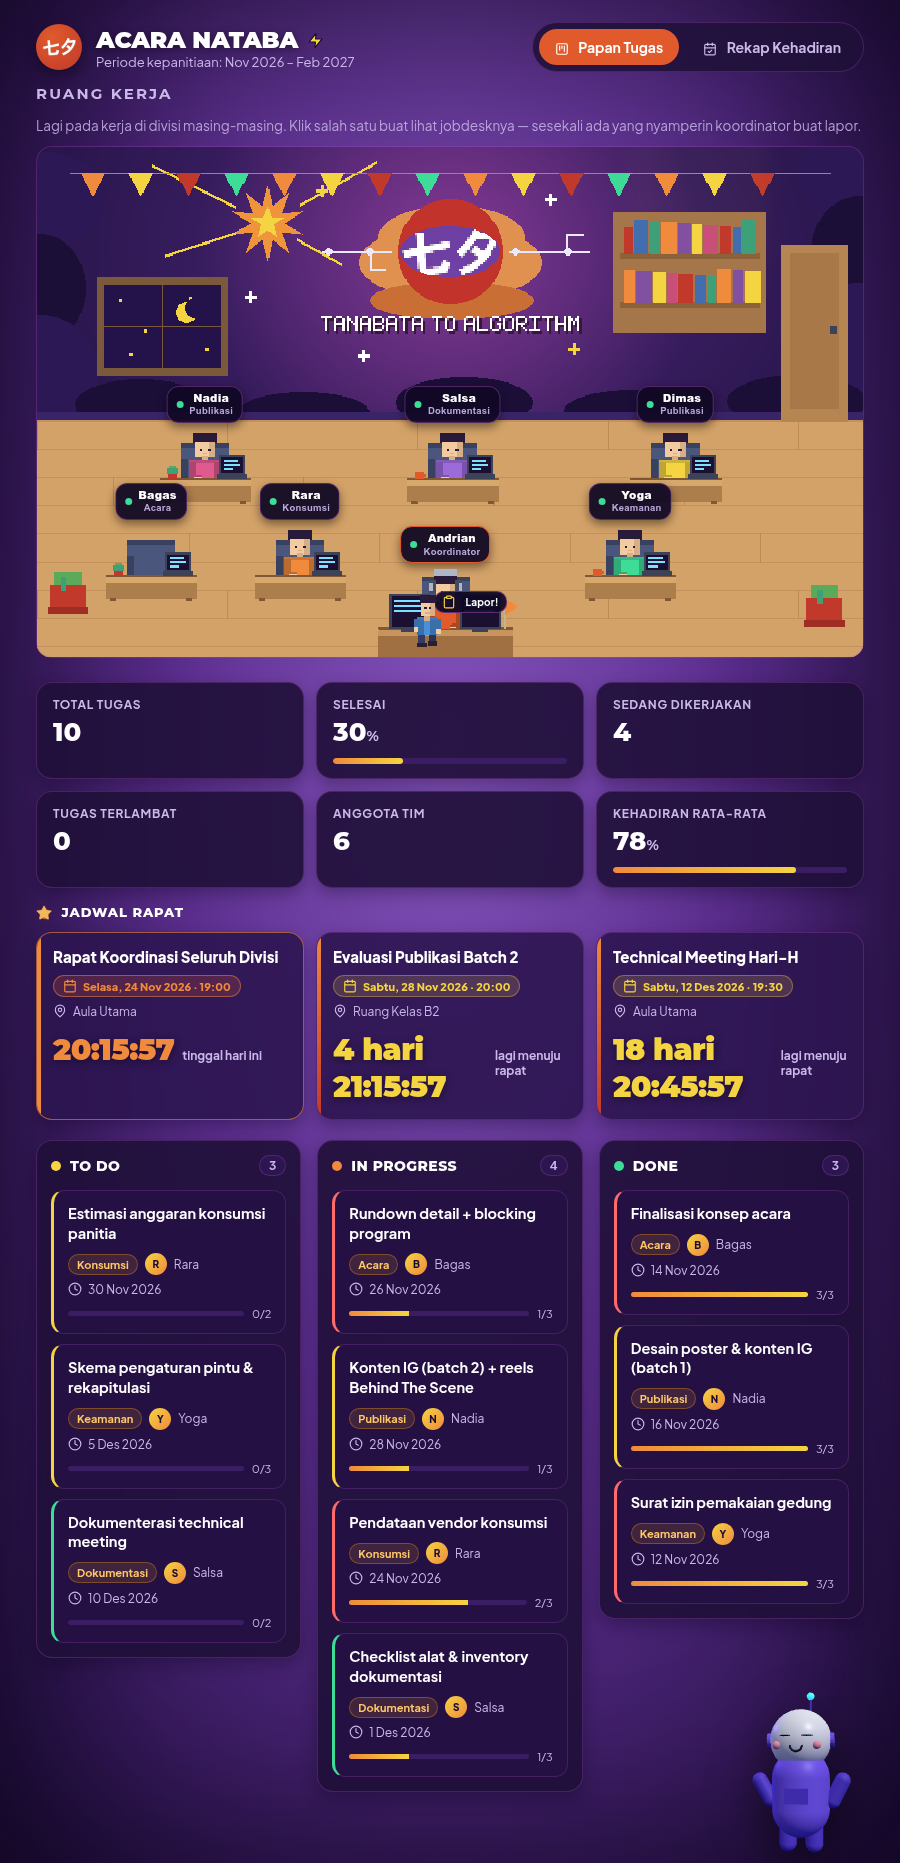 七夕
ACARA NATABA
Periode kepanitiaan: Nov 2026 – Feb 2027
Papan Tugas
Rekap Kehadiran
RUANG KERJA
Lagi pada kerja di divisi masing-masing. Klik salah satu buat lihat jobdesknya — sesekali ada yang nyamperin koordinator buat lapor.
七夕
TANABATA TO ALGORITHM
Nadia
Publikasi
Salsa
Dokumentasi
Dimas
Publikasi
Bagas
Acara
Rara
Konsumsi
Yoga
Keamanan
Andrian
Koordinator
Lapor!
TOTAL TUGAS
10
SELESAI
30%
SEDANG DIKERJAKAN
4
TUGAS TERLAMBAT
0
ANGGOTA TIM
6
KEHADIRAN RATA-RATA
78%
JADWAL RAPAT
Rapat Koordinasi Seluruh Divisi
Selasa, 24 Nov 2026 · 19:00
Aula Utama
20:15:57 tinggal hari ini
Evaluasi Publikasi Batch 2
Sabtu, 28 Nov 2026 · 20:00
Ruang Kelas B2
4 hari
21:15:57
lagi menuju
rapat
Technical Meeting Hari-H
Sabtu, 12 Des 2026 · 19:30
Aula Utama
18 hari
20:45:57
lagi menuju
rapat
TO DO 3
Estimasi anggaran konsumsi
panitia
Konsumsi R Rara
30 Nov 2026
0/2
Skema pengaturan pintu &
rekapitulasi
Keamanan Y Yoga
5 Des 2026
0/3
Dokumenterasi technical
meeting
Dokumentasi S Salsa
10 Des 2026
0/2
IN PROGRESS 4
Rundown detail + blocking
program
Acara B Bagas
26 Nov 2026
1/3
Konten IG (batch 2) + reels
Behind The Scene
Publikasi N Nadia
28 Nov 2026
1/3
Pendataan vendor konsumsi
Konsumsi R Rara
24 Nov 2026
2/3
Checklist alat & inventory
dokumentasi
Dokumentasi S Salsa
1 Des 2026
1/3
DONE 3
Finalisasi konsep acara
Acara B Bagas
14 Nov 2026
3/3
Desain poster & konten IG
(batch 1)
Publikasi N Nadia
16 Nov 2026
3/3
Surat izin pemakaian gedung
Keamanan Y Yoga
12 Nov 2026
3/3